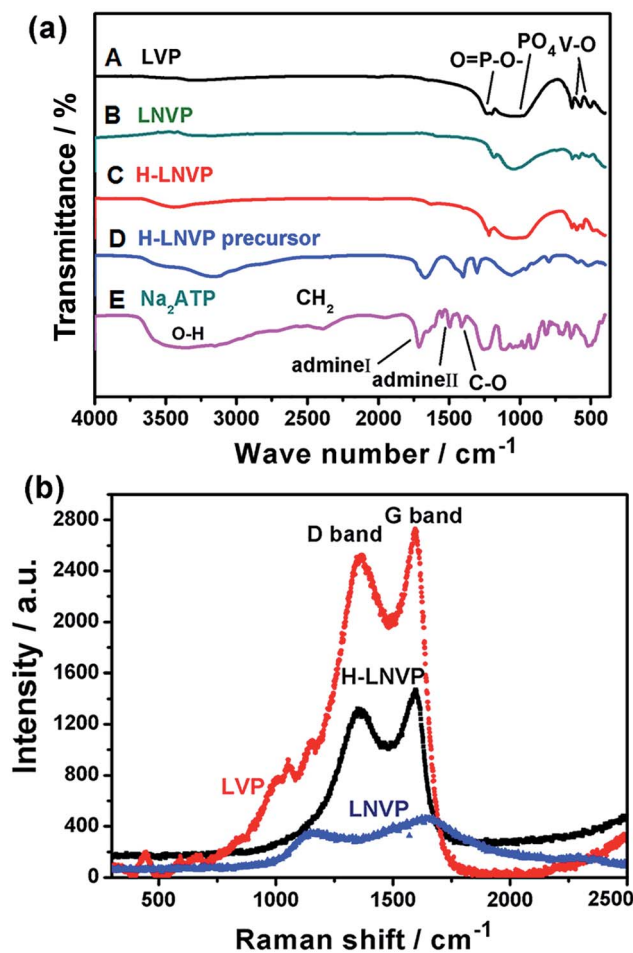 (a)
A LVP
O=P-O- PO₄ V-O
B LNVP
C H-LNVP
D H-LNVP precursor
E Na₂ATP
CH₂
O-H
admineI
admineII
C-O
Transmittance / %
4000 3500 3000 2500 2000 1500 1000 500
Wave number / cm⁻¹
(b)
2800
2400
2000
1600
1200
800
400
0
D band
G band
H-LNVP
LVP
LNVP
Intensity / a.u.
500 1000 1500 2000 2500
Raman shift / cm⁻¹